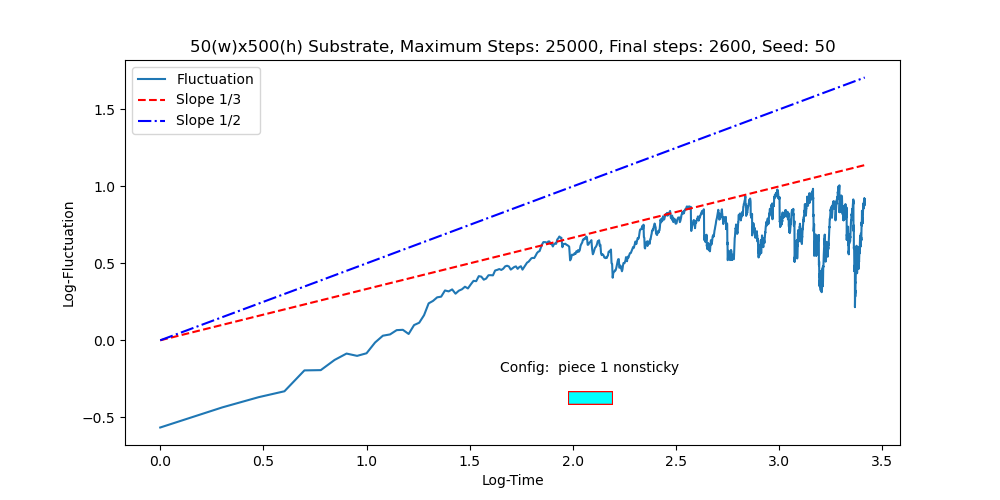 50(w)x500(h) Substrate, Maximum Steps: 25000, Final steps: 2600, Seed: 50
Fluctuation
Slope 1/3
Slope 1/2
1.5
1.0
0.5
0.0
−0.5
Log-Fluctuation
Config:  piece 1 nonsticky
0.0 0.5 1.0 1.5 2.0 2.5 3.0 3.5
Log-Time